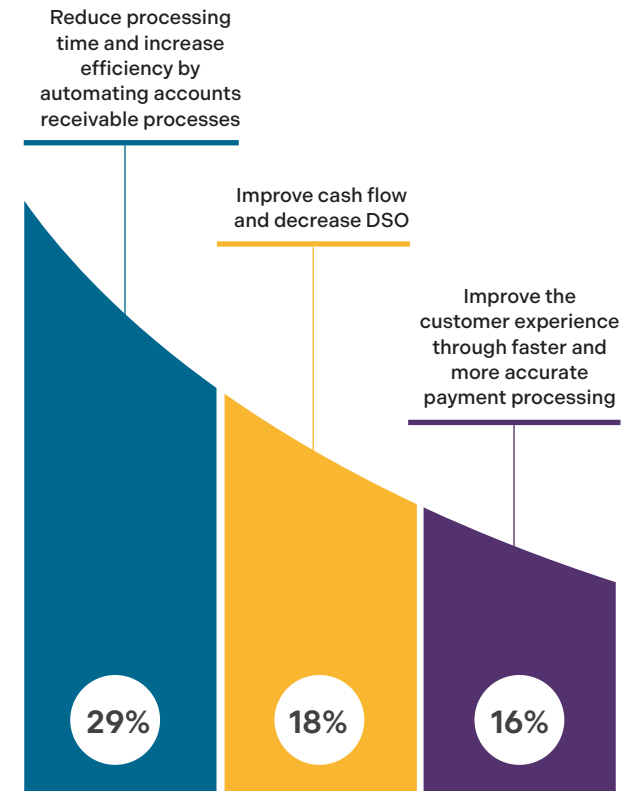 Reduce processing
time and increase
efficiency by
automating accounts
receivable processes
Improve cash flow
and decrease DSO
Improve the
customer experience
through faster and
more accurate
payment processing
29%
18%
16%